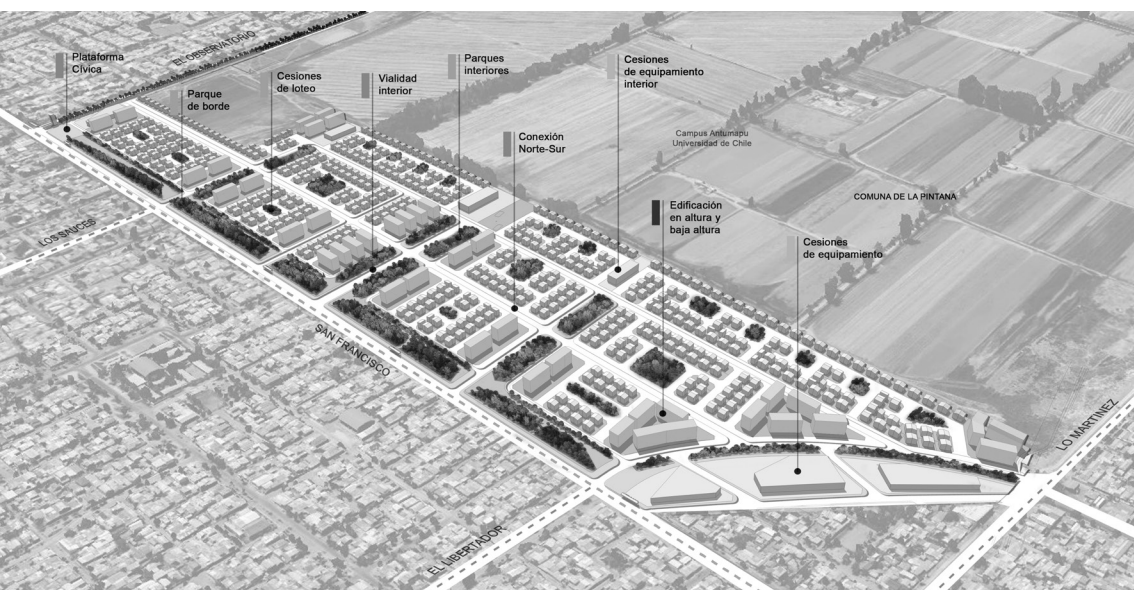 EL OBSERVATORIO
Plataforma
Cívica
Parque
de borde
Cesiones
de loteo
Vialidad
interior
Parques
interiores
Conexión
Norte-Sur
Cesiones
de equipamiento
interior
Campus Antumapu
Universidad de Chile
COMUNA DE LA PINTANA
Edificación
en altura y
baja altura
Cesiones
de equipamiento
LOS SAUCES
SAN FRANCISCO
EL LIBERTADOR
LO MARTINEZ